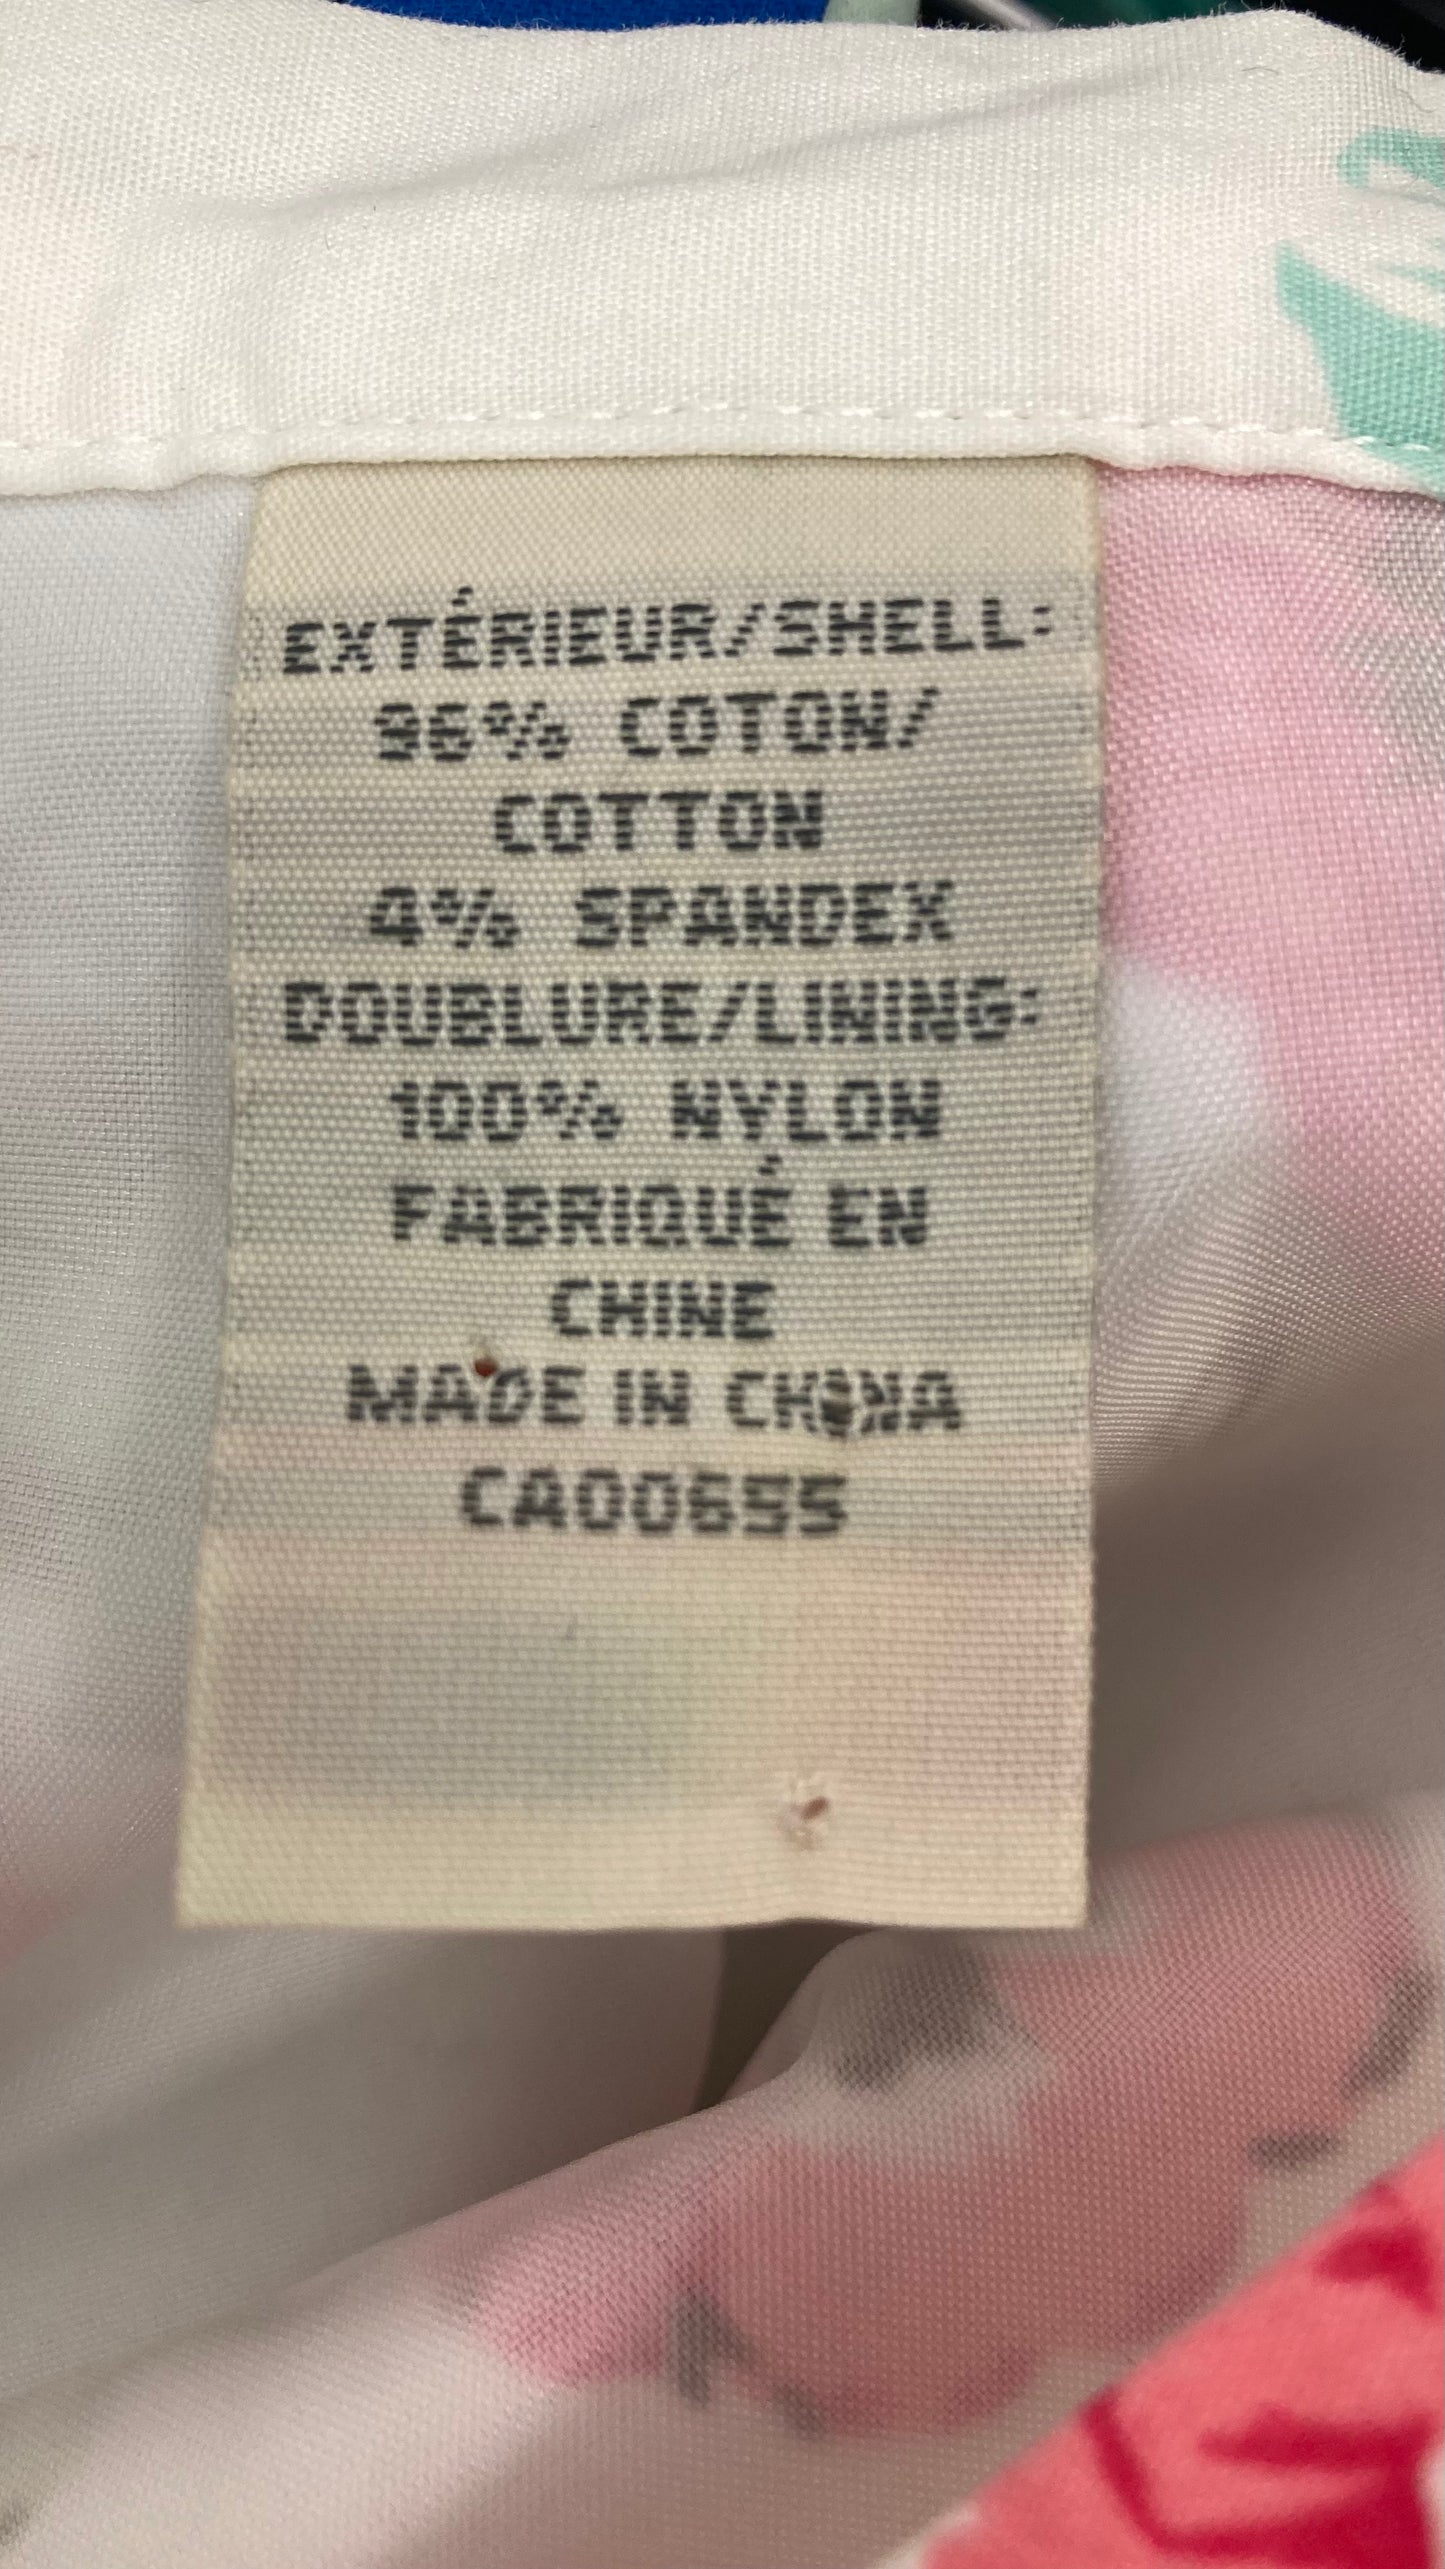 EXTÉRIEUR/SHELL:
96% COTON/
COTTON
4% SPANDEX
DOUBLURE/LINING:
100% NYLON
FABRIQUÉ EN
CHINE
MADE IN CHINA
CA00655